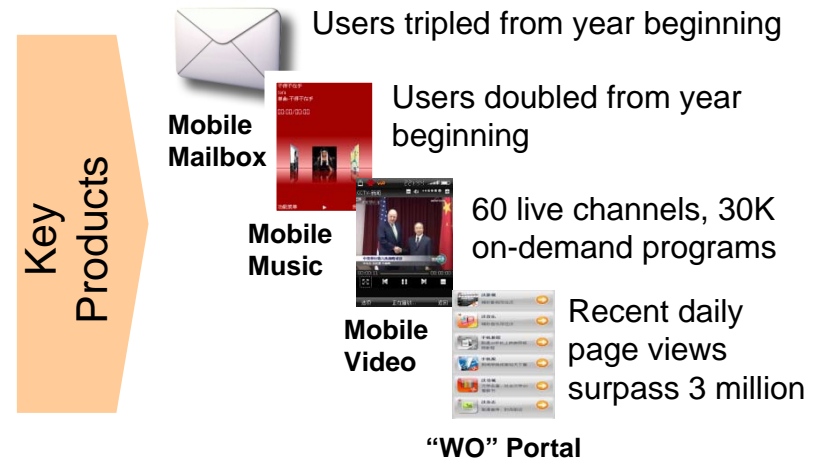 Key
Products
Users tripled from year beginning
Mobile
Mailbox
Users doubled from year
beginning
Mobile
Music
60 live channels, 30K
on-demand programs
Mobile
Video
Recent daily
page views
surpass 3 million
“WO” Portal